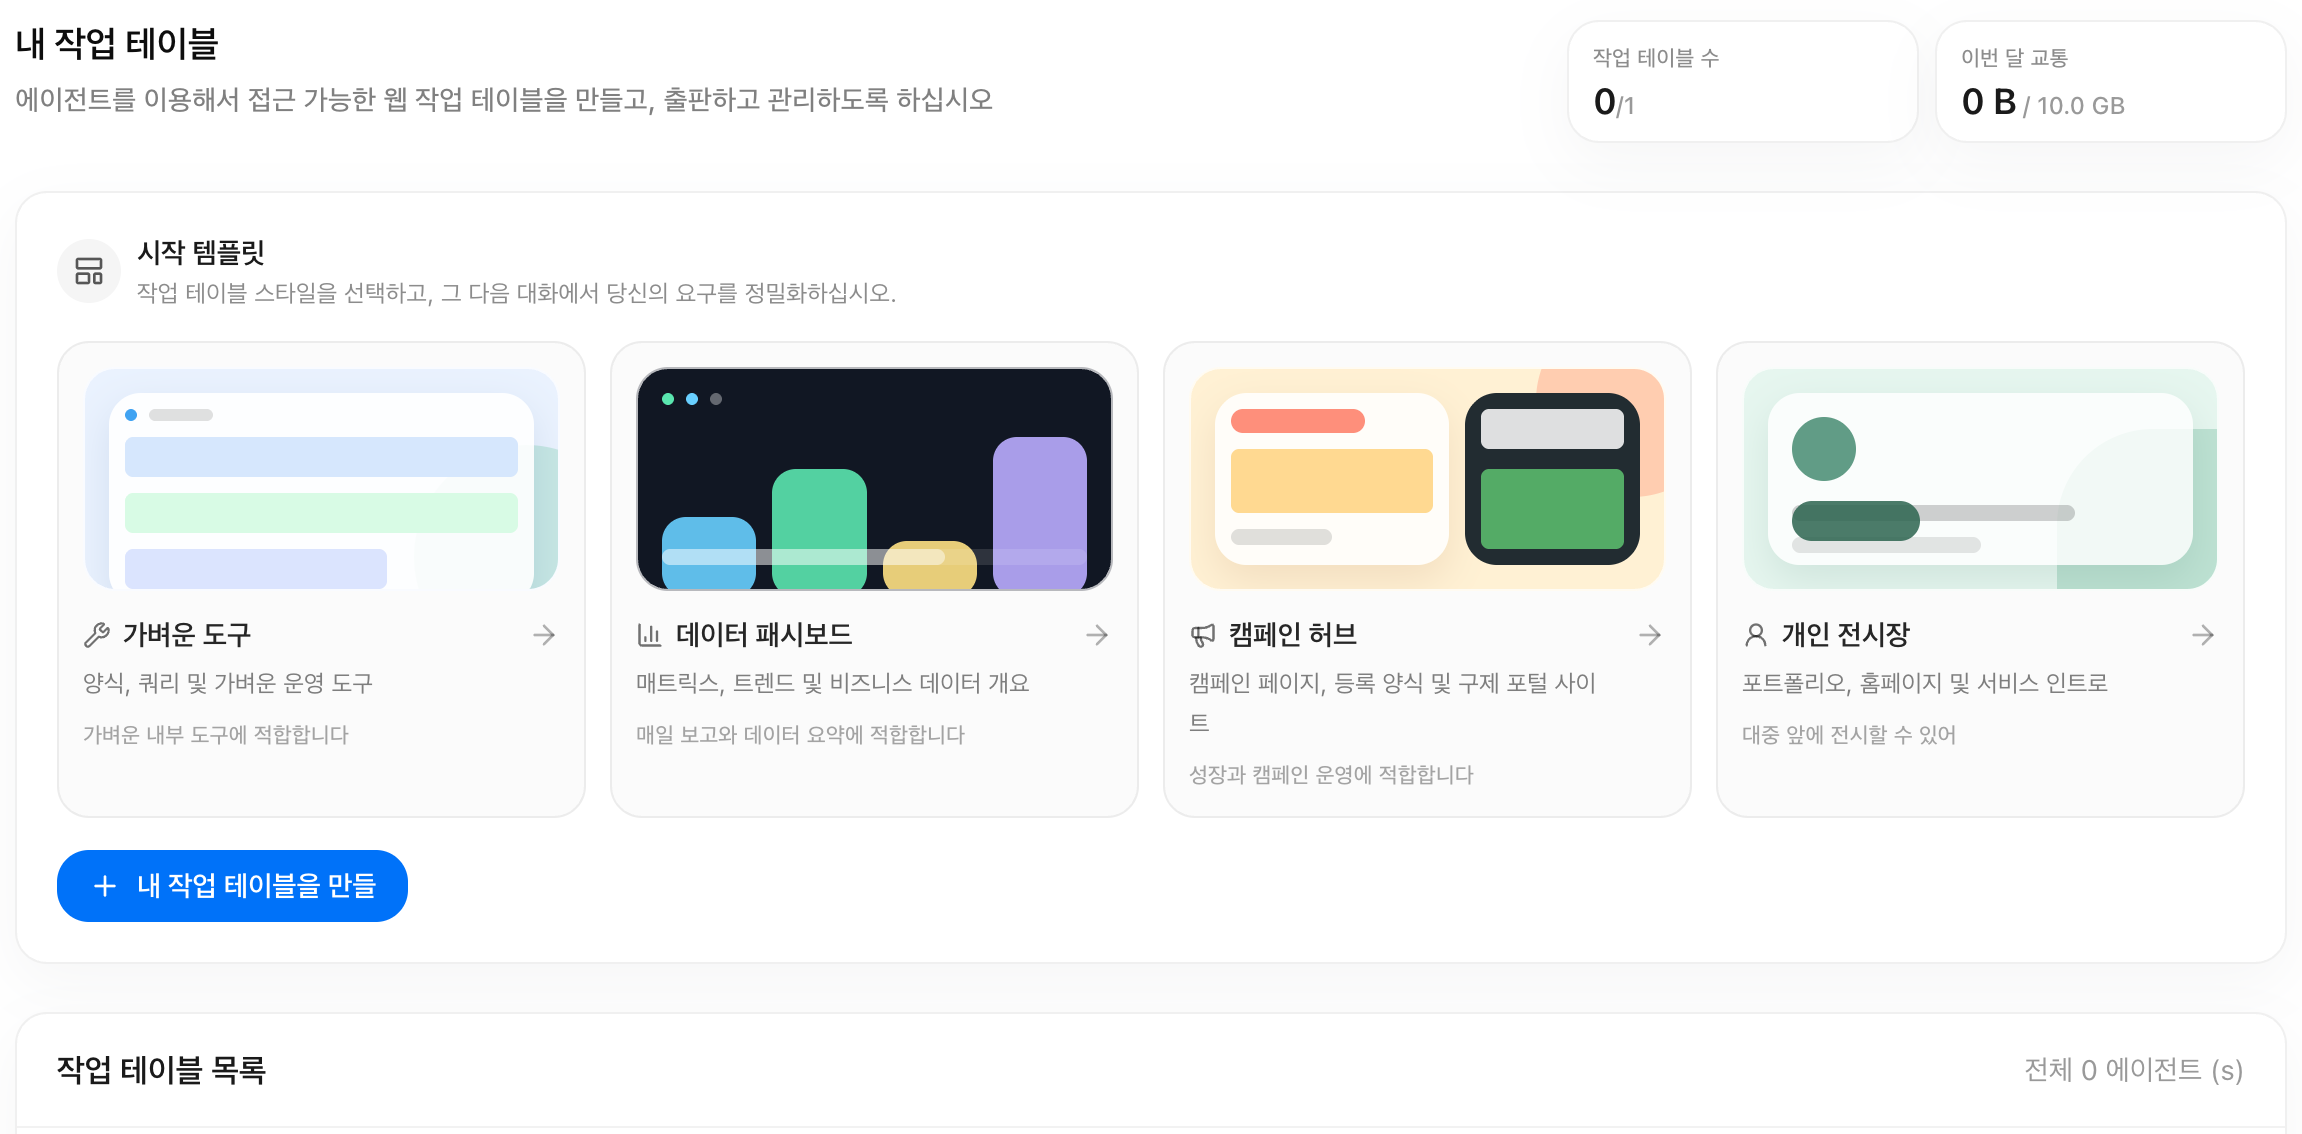 내 작업 테이블
에이전트를 이용해서 접근 가능한 웹 작업 테이블을 만들고, 출판하고 관리하도록 하십시오
작업 테이블 수
0/1
이번 달 교통
0 B / 10.0 GB
시작 템플릿
작업 테이블 스타일을 선택하고, 그 다음 대화에서 당신의 요구를 정밀화하십시오.
가벼운 도구
양식, 쿼리 및 가벼운 운영 도구
가벼운 내부 도구에 적합합니다
데이터 패시보드
매트릭스, 트렌드 및 비즈니스 데이터 개요
매일 보고와 데이터 요약에 적합합니다
캠페인 허브
캠페인 페이지, 등록 양식 및 구제 포털 사이
트
성장과 캠페인 운영에 적합합니다
개인 전시장
포트폴리오, 홈페이지 및 서비스 인트로
대중 앞에 전시할 수 있어
내 작업 테이블을 만들
작업 테이블 목록
전체 0 에이전트 (s)